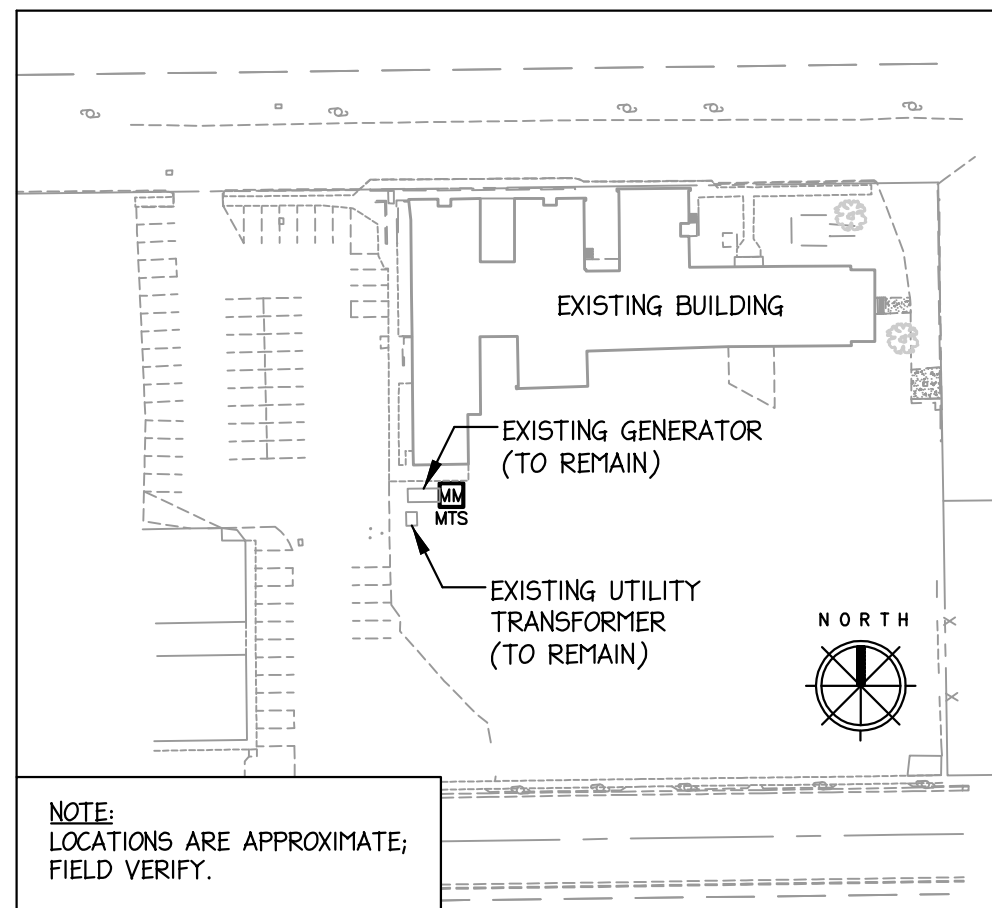 EXISTING BUILDING
EXISTING GENERATOR
(TO REMAIN)
MM
MTS
EXISTING UTILITY
TRANSFORMER
(TO REMAIN)
NORTH
NOTE:
LOCATIONS ARE APPROXIMATE;
FIELD VERIFY.